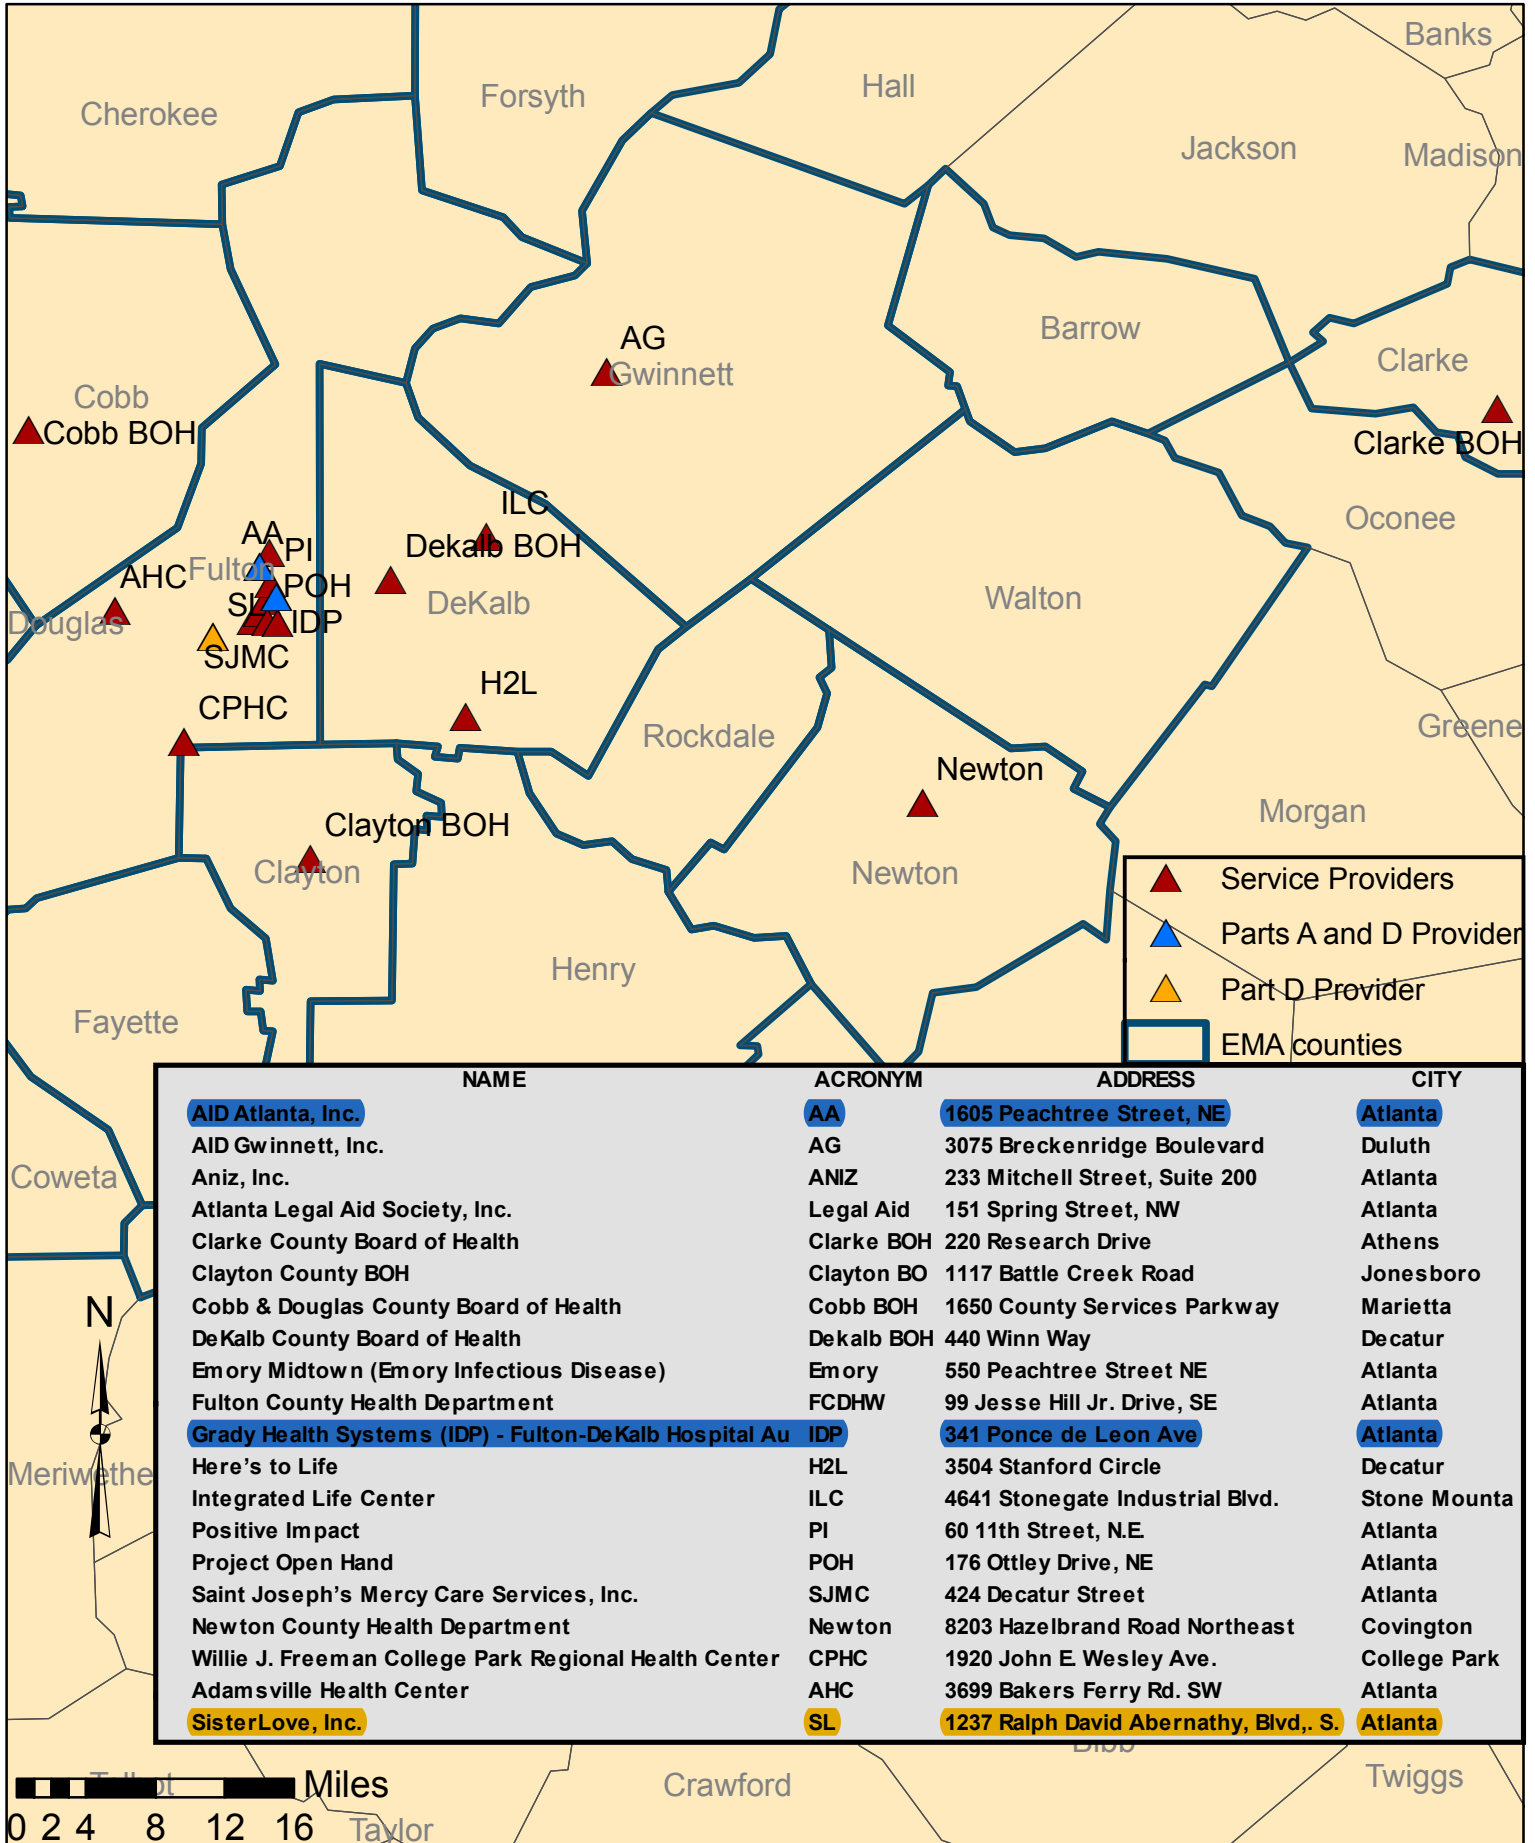 Banks
Hall
Forsyth
Cherokee
Jackson
Madison
Barrow
AG
Gwinnett
Clarke
Cobb
Cobb BOH
Clarke BOH
ILC
Oconee
AA
PI
Dekalb BOH
Fulton
AHC
POH
DeKalb
Walton
SL
IDP
Douglas
SJMC
H2L
CPHC
Rockdale
Greene
Newton
Morgan
Clayton BOH
Clayton
Newton
Service Providers
Parts A and D Provider
Henry
Part D Provider
Fayette
EMA counties
NAME ACRONYM ADDRESS CITY
AID Atlanta, Inc. AA 1605 Peachtree Street, NE Atlanta
AID Gwinnett, Inc. AG 3075 Breckenridge Boulevard Duluth
Aniz, Inc. ANIZ 233 Mitchell Street, Suite 200 Atlanta
Atlanta Legal Aid Society, Inc. Legal Aid 151 Spring Street, NW Atlanta
Clarke County Board of Health Clarke BOH 220 Research Drive Athens
Clayton County BOH Clayton BO 1117 Battle Creek Road Jonesboro
Cobb & Douglas County Board of Health Cobb BOH 1650 County Services Parkway Marietta
DeKalb County Board of Health Dekalb BOH 440 Winn Way Decatur
Emory Midtown (Emory Infectious Disease) Emory 550 Peachtree Street NE Atlanta
Fulton County Health Department FCDHW 99 Jesse Hill Jr. Drive, SE Atlanta
Grady Health Systems (IDP) - Fulton-DeKalb Hospital Au IDP 341 Ponce de Leon Ave Atlanta
Here's to Life H2L 3504 Stanford Circle Decatur
Integrated Life Center ILC 4641 Stonegate Industrial Blvd. Stone Mounta
Positive Impact PI 60 11th Street, N.E. Atlanta
Project Open Hand POH 176 Ottley Drive, NE Atlanta
Saint Joseph's Mercy Care Services, Inc. SJMC 424 Decatur Street Atlanta
Newton County Health Department Newton 8203 Hazelbrand Road Northeast Covington
Willie J. Freeman College Park Regional Health Center CPHC 1920 John E. Wesley Ave. College Park
Adamsville Health Center AHC 3699 Bakers Ferry Rd. SW Atlanta
SisterLove, Inc. SL 1237 Ralph David Abernathy, Blvd,. S. Atlanta
Coweta
N
Meriwethe
Bibb
Talbot
Miles
Crawford
Twiggs
0 2 4 8 12 16
Taylor